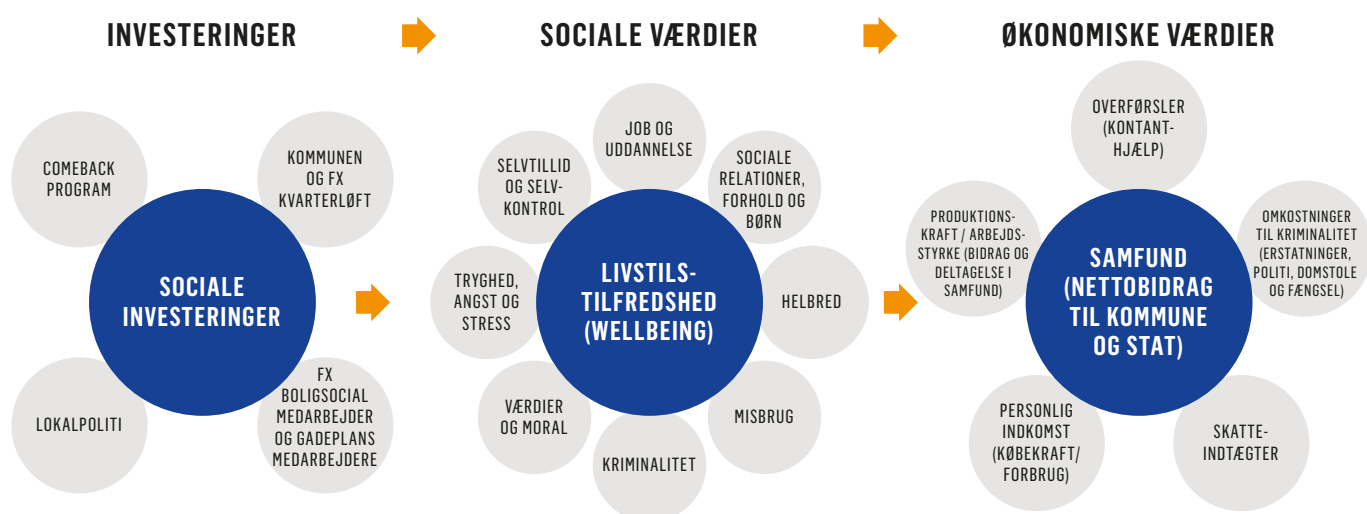 INVESTERINGER
SOCIALE VÆRDIER
ØKONOMISKE VÆRDIER
COMEBACK
PROGRAM
KOMMUNEN
OG FX
KVARTERLØFT
SOCIALE
INVESTERINGER
LOKALPOLITI
FX
BOLIGSOCIAL
MEDARBEJDER
OG GADEPLANS
MEDARBEJDERE
JOB OG
UDDANNELSE
SELVTILLID
OG SELV-
KONTROL
SOCIALE
RELATIONER,
FORHOLD OG
BØRN
TRYGHED,
ANGST OG
STRESS
LIVSTILS-
TILFREDSHED
(WELLBEING)
HELBRED
VÆRDIER
OG MORAL
MISBRUG
KRIMINALITET
OVERFØRSLER
(KONTANT-
HJÆLP)
PRODUKTIONS-
KRAFT / ARBEJDS-
STYRKE (BIDRAG OG
DELTAGELSE I
SAMFUND)
OMKOSTNINGER
TIL KRIMINALITET
(ERSTATNINGER,
POLITI, DOMSTOLE
OG FÆNGSEL)
SAMFUND
(NETTOBIDRAG
TIL KOMMUNE
OG STAT)
PERSONLIG
INDKOMST
(KØBEKRAFT/
FORBRUG)
SKATTE-
INDTÆGTER